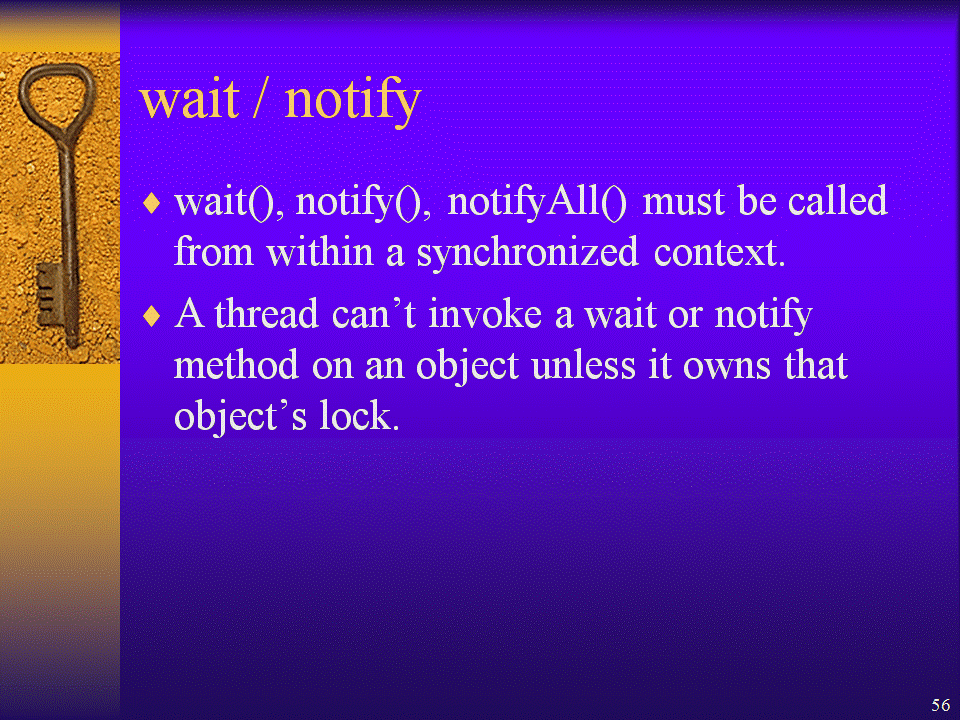 wait / notify
wait(), notify(), notifyAll() must be called
from within a synchronized context.
A thread can’t invoke a wait or notify
method on an object unless it owns that
object’s lock.
56